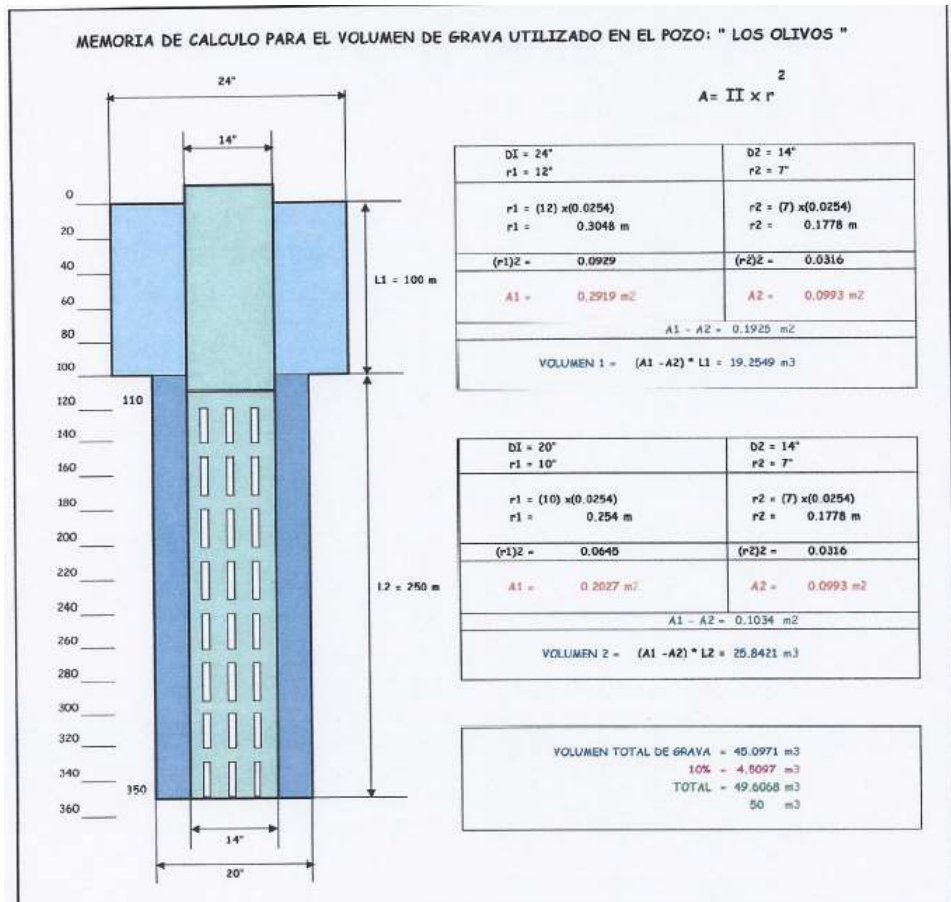 MEMORIA DE CALCULO PARA EL VOLUMEN DE GRAVA UTILIZADO EN EL POZO: " LOS OLIVOS "
A= II x r 2
24"
14"
0
20
40
60
80
100
120
140
160
180
200
220
240
260
280
300
320
340
360
110
350
L1 = 100 m
L2 = 250 m
14"
20"
DI = 24" D2 = 14"
r1 = 12" r2 = 7"
r1 = (12) x(0.0254) r2 = (7) x(0.0254)
r1 = 0.3048 m r2 = 0.1778 m
(r1)2 = 0.0929 (r2)2 = 0.0316
A1 = 0.2919 m2 A2 = 0.0993 m2
A1 - A2 = 0.1925 m2
VOLUMEN 1 = (A1 -A2) * L1 = 19.2549 m3
DI = 20" D2 = 14"
r1 = 10" r2 = 7"
r1 = (10) x(0.0254) r2 = (7) x(0.0254)
r1 = 0.254 m r2 = 0.1778 m
(r1)2 = 0.0645 (r2)2 = 0.0316
A1 = 0.2027 m2 A2 = 0.0993 m2
A1 - A2 = 0.1034 m2
VOLUMEN 2 = (A1 -A2) * L2 = 25.8421 m3
VOLUMEN TOTAL DE GRAVA = 45.0971 m3
10% = 4.5097 m3
TOTAL = 49.6068 m3
50 m3